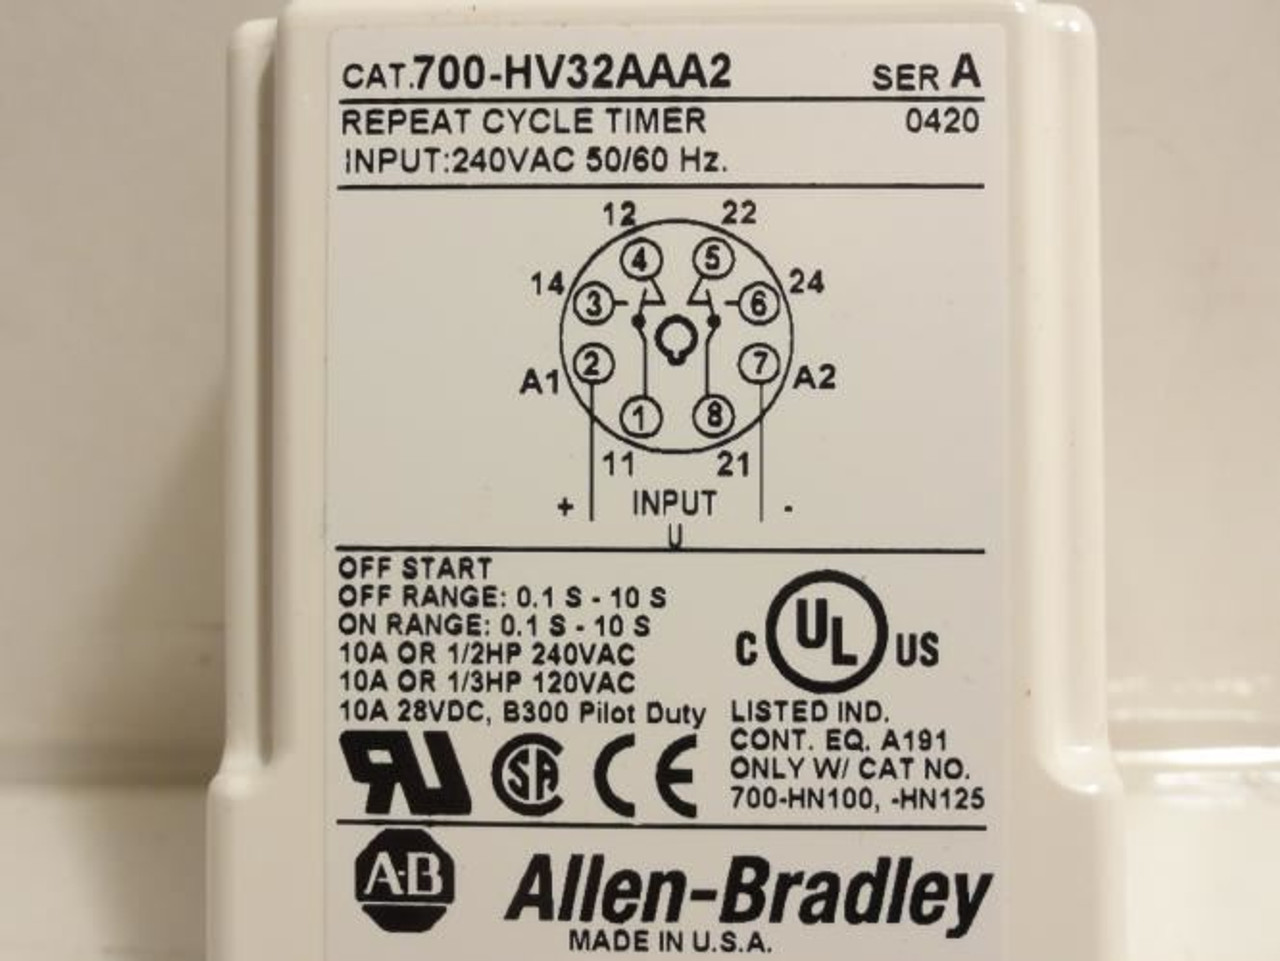 CAT.700-HV32AAA2 SER A
REPEAT CYCLE TIMER 0420
INPUT:240VAC 50/60 Hz.
12 22
4 5
14 24
3 6
2 7
A1 A2
1 8
11 21
+ INPUT -
U
OFF START
OFF RANGE: 0.1 S - 10 S
ON RANGE: 0.1 S - 10 S
10A OR 1/2HP 240VAC
10A OR 1/3HP 120VAC
10A 28VDC, B300 Pilot Duty
C UL US
LISTED IND.
CONT. EQ. A191
ONLY W/ CAT NO.
700-HN100, -HN125
RU SA CE
A-B Allen-Bradley
MADE IN U.S.A.